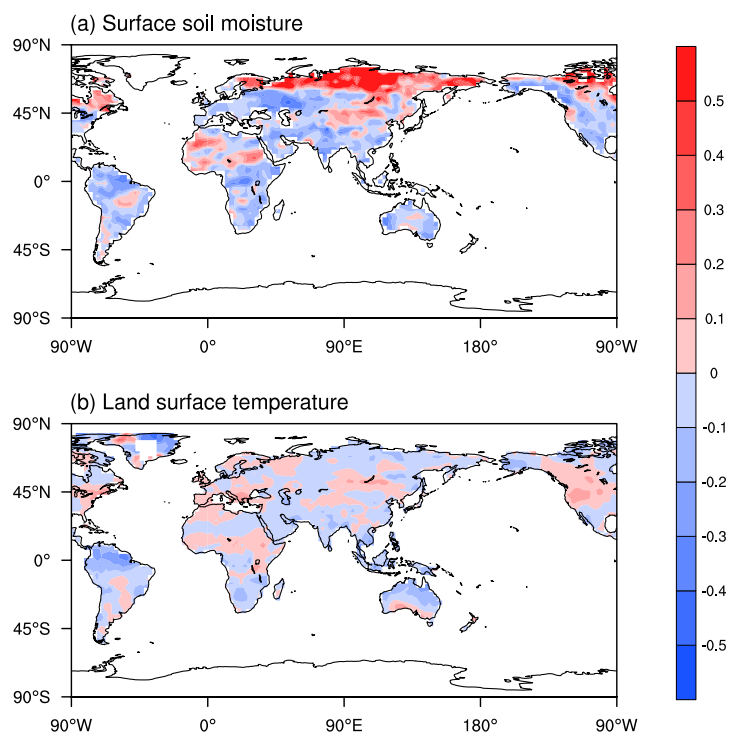 (a) Surface soil moisture
90°N
45°N
0°
45°S
90°S
90°W
0°
90°E
180°
90°W
(b) Land surface temperature
90°N
45°N
0°
45°S
90°S
90°W
0°
90°E
180°
90°W
0.5
0.4
0.3
0.2
0.1
0
-0.1
-0.2
-0.3
-0.4
-0.5